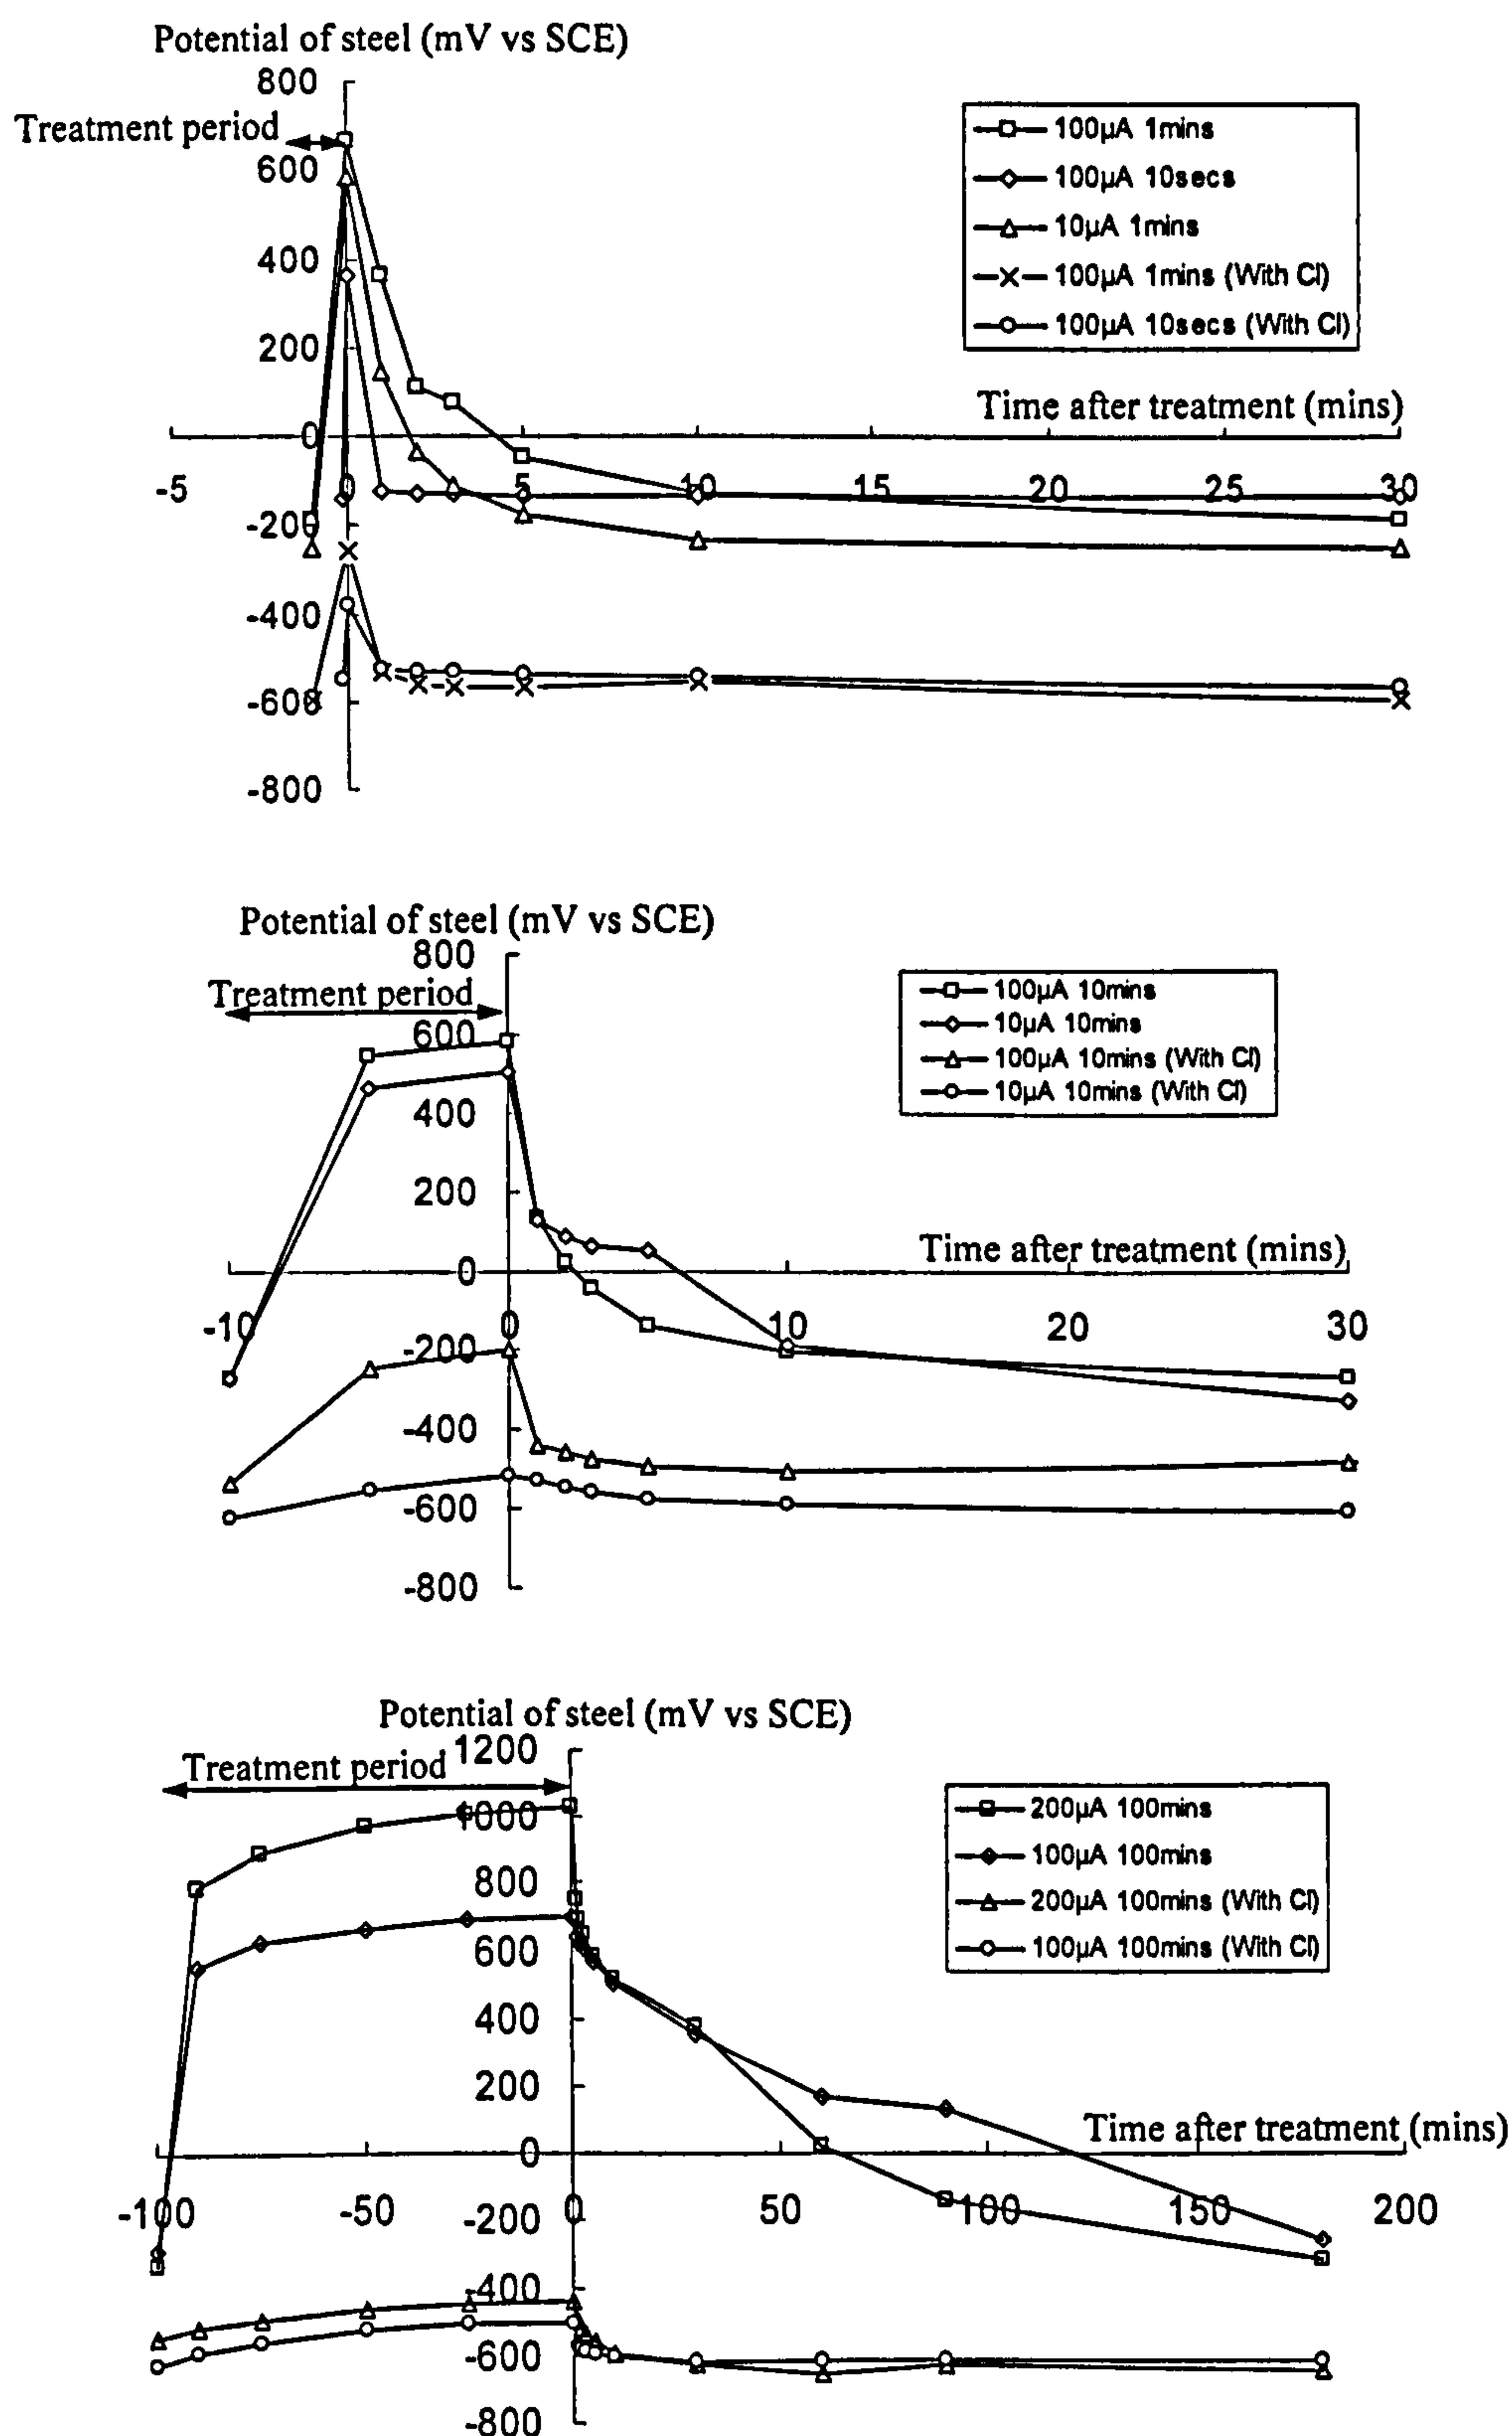 Potential of steel (mV vs SCE)
800
Treatment period
600
400
200
0
-200
-400
-600
-800
-5
0
5
10
15
20
25
30
Time after treatment (mins)
100µA 1mins
100µA 10secs
10µA 1mins
100µA 1mins (With Cl)
100µA 10secs (With Cl)
Potential of steel (mV vs SCE)
800
Treatment period
600
400
200
0
-200
-400
-600
-800
-10
0
10
20
30
Time after treatment (mins)
100µA 10mins
10µA 10mins
100µA 10mins (With Cl)
10µA 10mins (With Cl)
Potential of steel (mV vs SCE)
1200
Treatment period
1000
800
600
400
200
0
-200
-400
-600
-800
-100
-50
0
50
100
150
200
Time after treatment (mins)
200µA 100mins
100µA 100mins
200µA 100mins (With Cl)
100µA 100mins (With Cl)